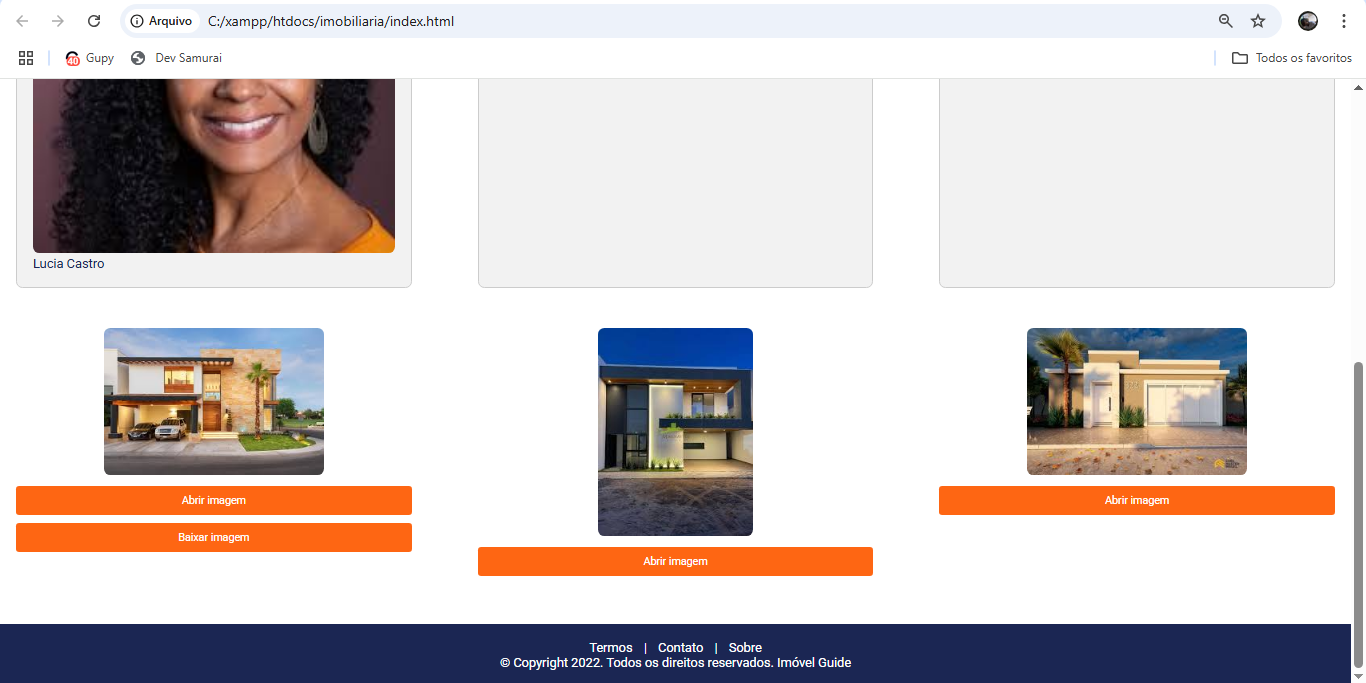 Arquivo C:/xampp/htdocs/imobiliaria/index.html
40 Gupy Dev Samurai Todos os favoritos
Lucia Castro
Abrir imagem Abrir imagem
Baixar imagem
Abrir imagem
Termos | Contato | Sobre
© Copyright 2022. Todos os direitos reservados. Imóvel Guide